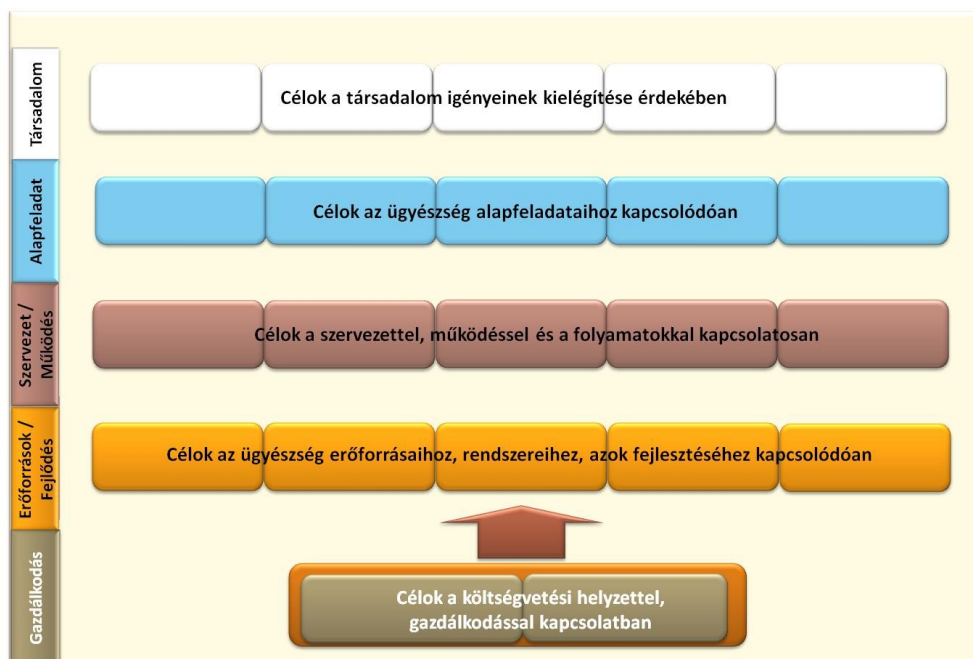 Társadalom
Célok a társadalom igényeinek kielégítése érdekében
Alapfeladat
Célok az ügyészség alapfeladataihoz kapcsolódóan
Szervezet /
Működés
Célok a szervezettel, működéssel és a folyamatokkal kapcsolatosan
Erőforrások /
Fejlődés
Célok az ügyészség erőforrásaihoz, rendszereihez, azok fejlesztéséhez kapcsolódóan
Gazdálkodás
Célok a költségvetési helyzettel,
gazdálkodással kapcsolatban